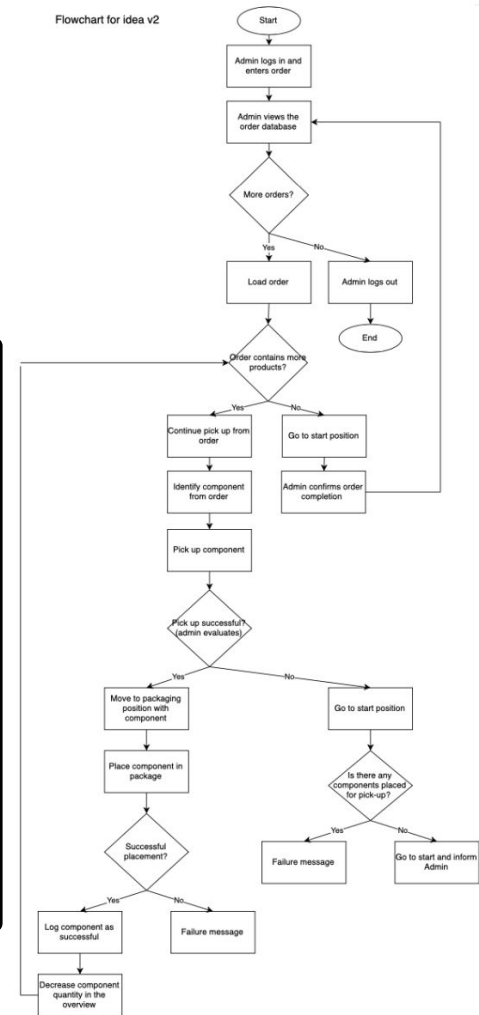 Flowchart for idea v2
Start
Admin logs in and
enters order
Admin views the
order database
More orders?
Yes
No
Load order
Admin logs out
End
Order contains more
products?
Yes
No
Continue pick up from
order
Go to start position
Identify component
from order
Admin confirms order
completion
Pick up component
Pick up successful?
(admin evaluates)
Yes
No
Move to packaging
position with
component
Go to start position
Place component in
package
Is there any
components placed
for pick-up?
Yes
No
Successful
placement?
Failure message
Go to start and inform
Admin
Yes
No
Log component as
successful
Failure message
Decrease component
quantity in the
overview